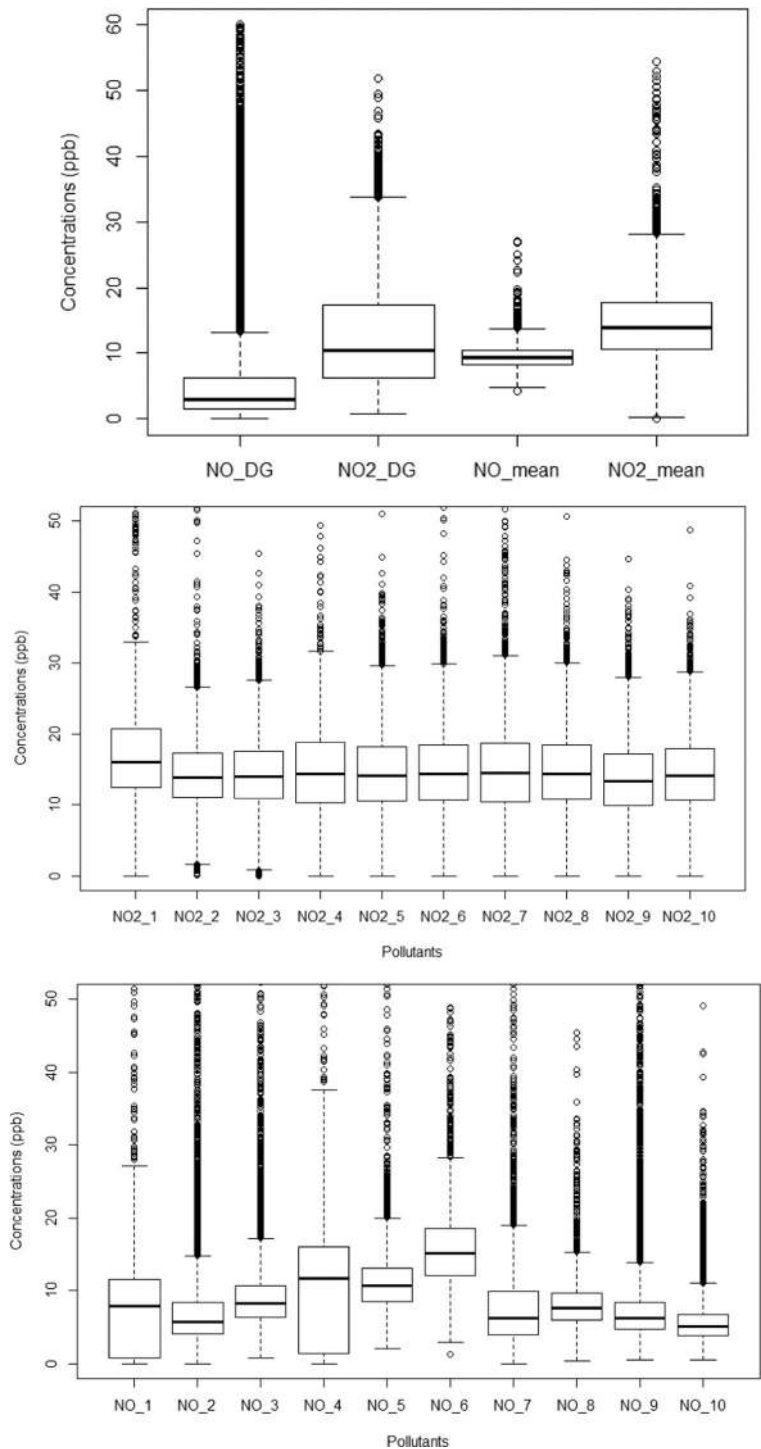 Concentrations (ppb)
60
50
40
30
20
10
0
NO_DG NO2_DG NO_mean NO2_mean
Concentrations (ppb)
50
40
30
20
10
0
NO2_1 NO2_2 NO2_3 NO2_4 NO2_5 NO2_6 NO2_7 NO2_8 NO2_9 NO2_10
Pollutants
Concentrations (ppb)
50
40
30
20
10
0
NO_1 NO_2 NO_3 NO_4 NO_5 NO_6 NO_7 NO_8 NO_9 NO_10
Pollutants